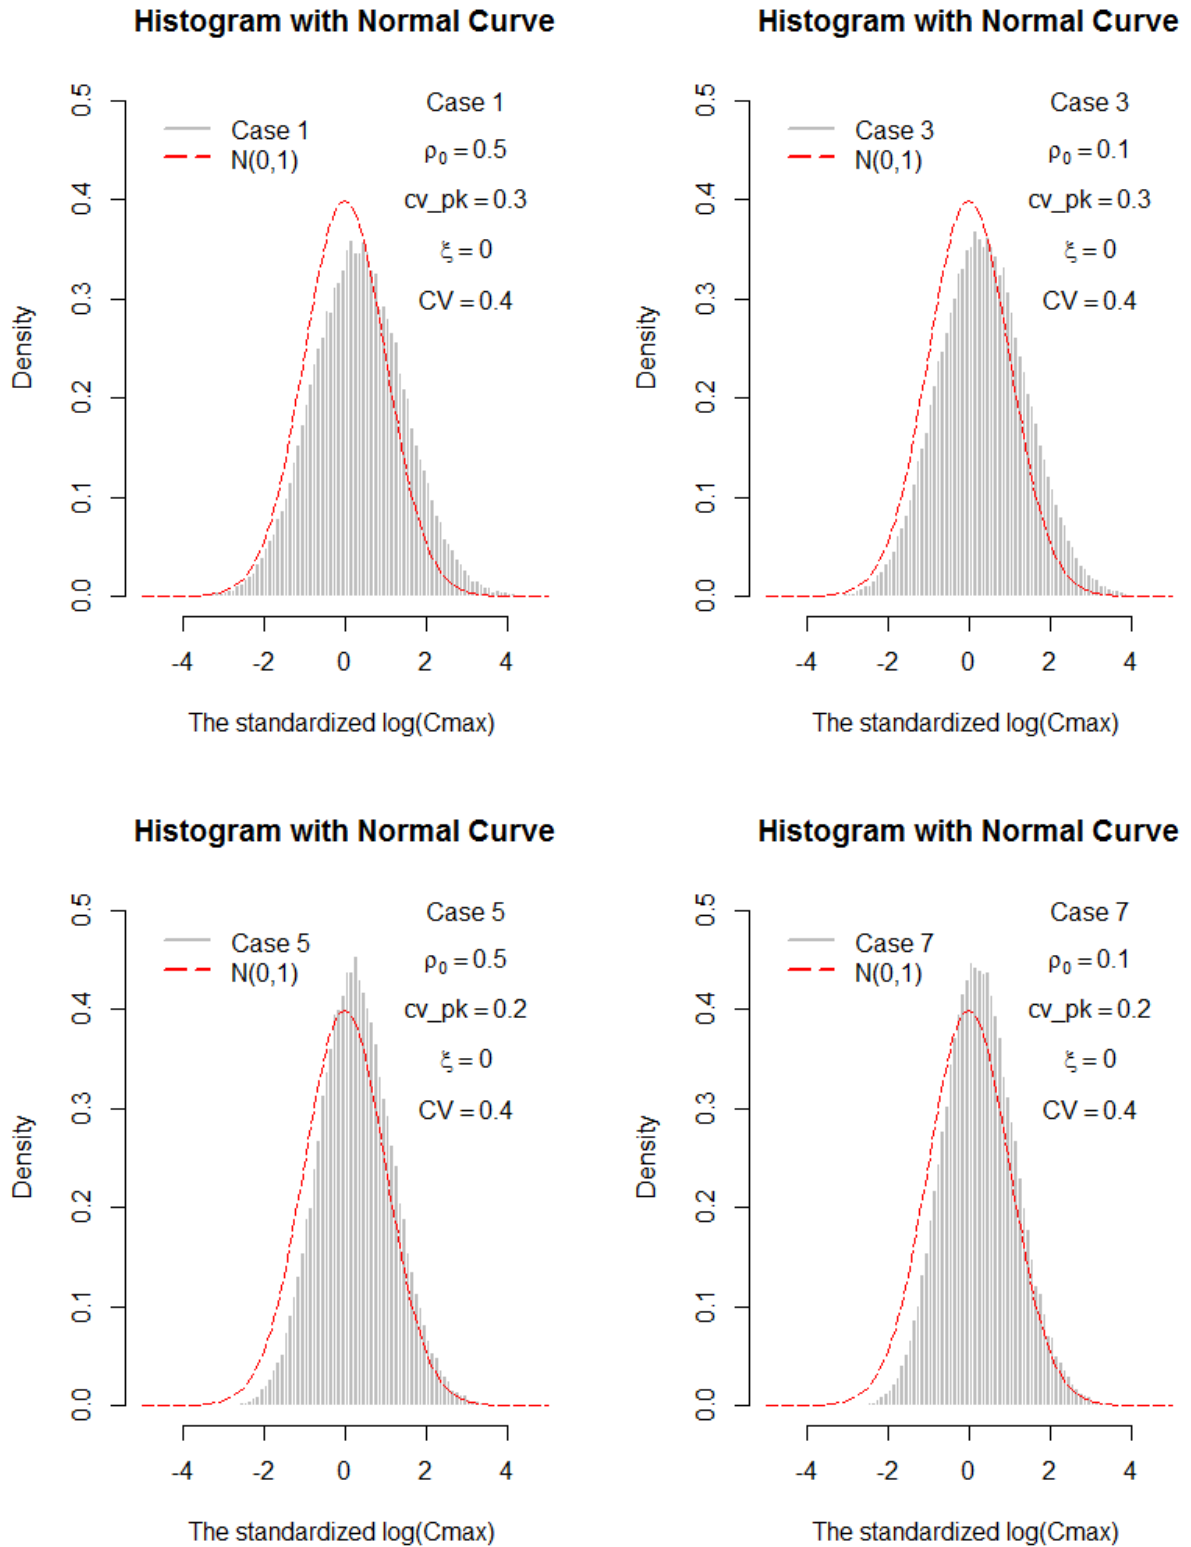 Histogram with Normal Curve
Case 1
Case 1
N(0,1)
ρ0 = 0.5
cv_pk = 0.3
ξ = 0
CV = 0.4
Density
0.0 0.1 0.2 0.3 0.4 0.5
-4 -2 0 2 4
The standardized log(Cmax)
Histogram with Normal Curve
Case 3
Case 3
N(0,1)
ρ0 = 0.1
cv_pk = 0.3
ξ = 0
CV = 0.4
Density
0.0 0.1 0.2 0.3 0.4 0.5
-4 -2 0 2 4
The standardized log(Cmax)
Histogram with Normal Curve
Case 5
Case 5
N(0,1)
ρ0 = 0.5
cv_pk = 0.2
ξ = 0
CV = 0.4
Density
0.0 0.1 0.2 0.3 0.4 0.5
-4 -2 0 2 4
The standardized log(Cmax)
Histogram with Normal Curve
Case 7
Case 7
N(0,1)
ρ0 = 0.1
cv_pk = 0.2
ξ = 0
CV = 0.4
Density
0.0 0.1 0.2 0.3 0.4 0.5
-4 -2 0 2 4
The standardized log(Cmax)